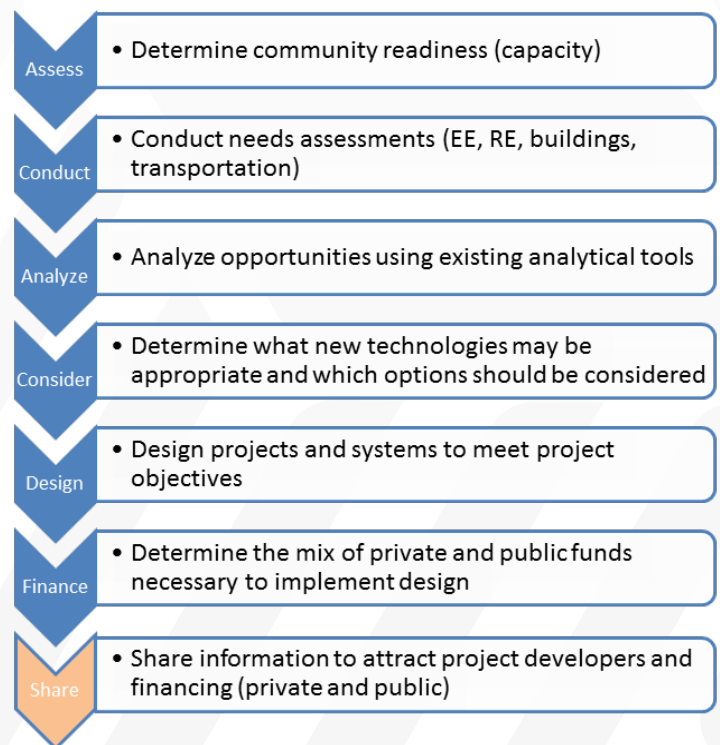 Assess
• Determine community readiness (capacity)
Conduct
• Conduct needs assessments (EE, RE, buildings,
transportation)
Analyze
• Analyze opportunities using existing analytical tools
Consider
• Determine what new technologies may be
appropriate and which options should be considered
Design
• Design projects and systems to meet project
objectives
Finance
• Determine the mix of private and public funds
necessary to implement design
Share
• Share information to attract project developers and
financing (private and public)